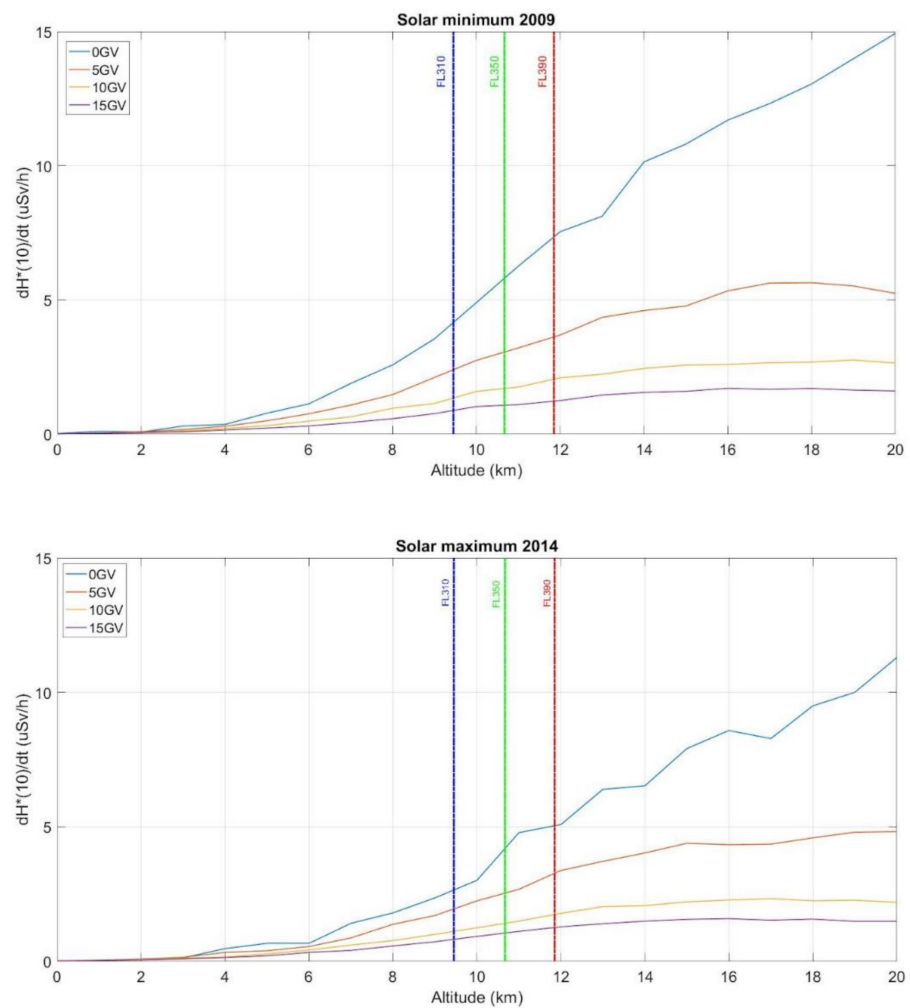 Solar minimum 2009
15
10
5
0
dH*(10)/dt (uSv/h)
0GV
5GV
10GV
15GV
FL310
FL350
FL390
0 2 4 6 8 10 12 14 16 18 20
Altitude (km)
Solar maximum 2014
15
10
5
0
dH*(10)/dt (uSv/h)
0GV
5GV
10GV
15GV
FL310
FL350
FL390
0 2 4 6 8 10 12 14 16 18 20
Altitude (km)